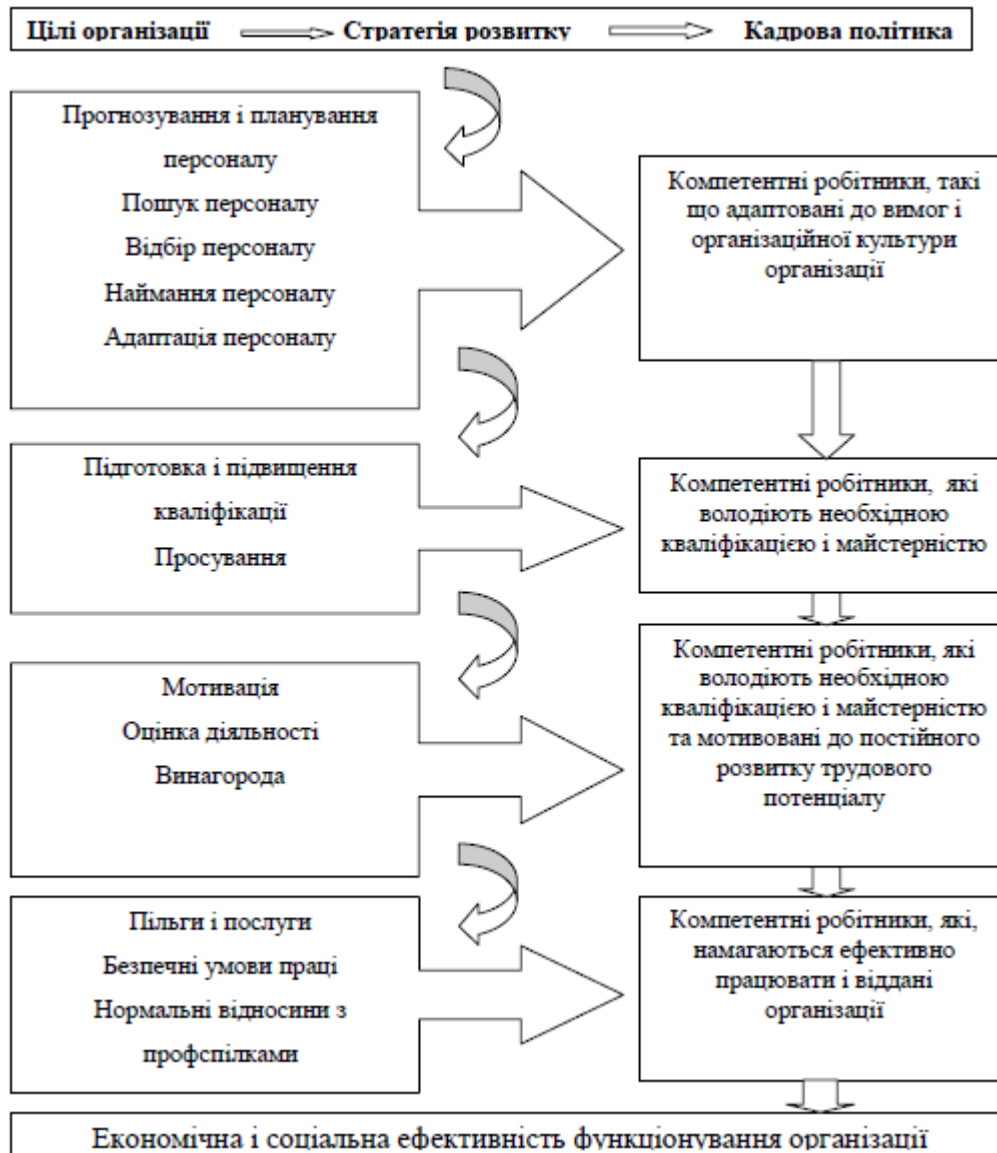 Цілі організації Стратегія розвитку Кадрова політика
Прогнозування і планування
персоналу
Пошук персоналу
Відбір персоналу
Наймання персоналу
Адаптація персоналу
Компетентні робітники, такі
що адаптовані до вимог і
організаційної культури
організації
Підготовка і підвищення
кваліфікації
Просування
Компетентні робітники, які
володіють необхідною
кваліфікацією і майстерністю
Мотивація
Оцінка діяльності
Винагорода
Компетентні робітники, які
володіють необхідною
кваліфікацією і майстерністю
та мотивовані до постійного
розвитку трудового
потенціалу
Пільги і послуги
Безпечні умови праці
Нормальні відносини з
профспілками
Компетентні робітники, які,
намагаються ефективно
працювати і віддані
організації
Економічна і соціальна ефективність функціонування організації